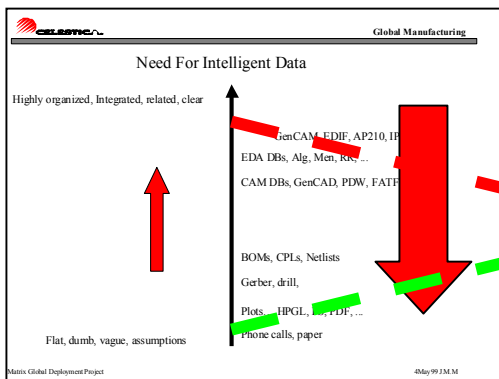 CELESTICA
Global Manufacturing
Need For Intelligent Data
Highly organized, Integrated, related, clear
GenCAM, EDIF, AP210, IP
EDA DBs, Alg, Men, RR, ..
CAM DBs, GenCAD, PDW, FATF
BOMs, CPLs, Netlists
Gerber, drill,
Plots, HPGL, PDF, ..
Phone calls, paper
Flat, dumb, vague, assumptions
Matrix Global Deployment Project
4May99 J.M.M